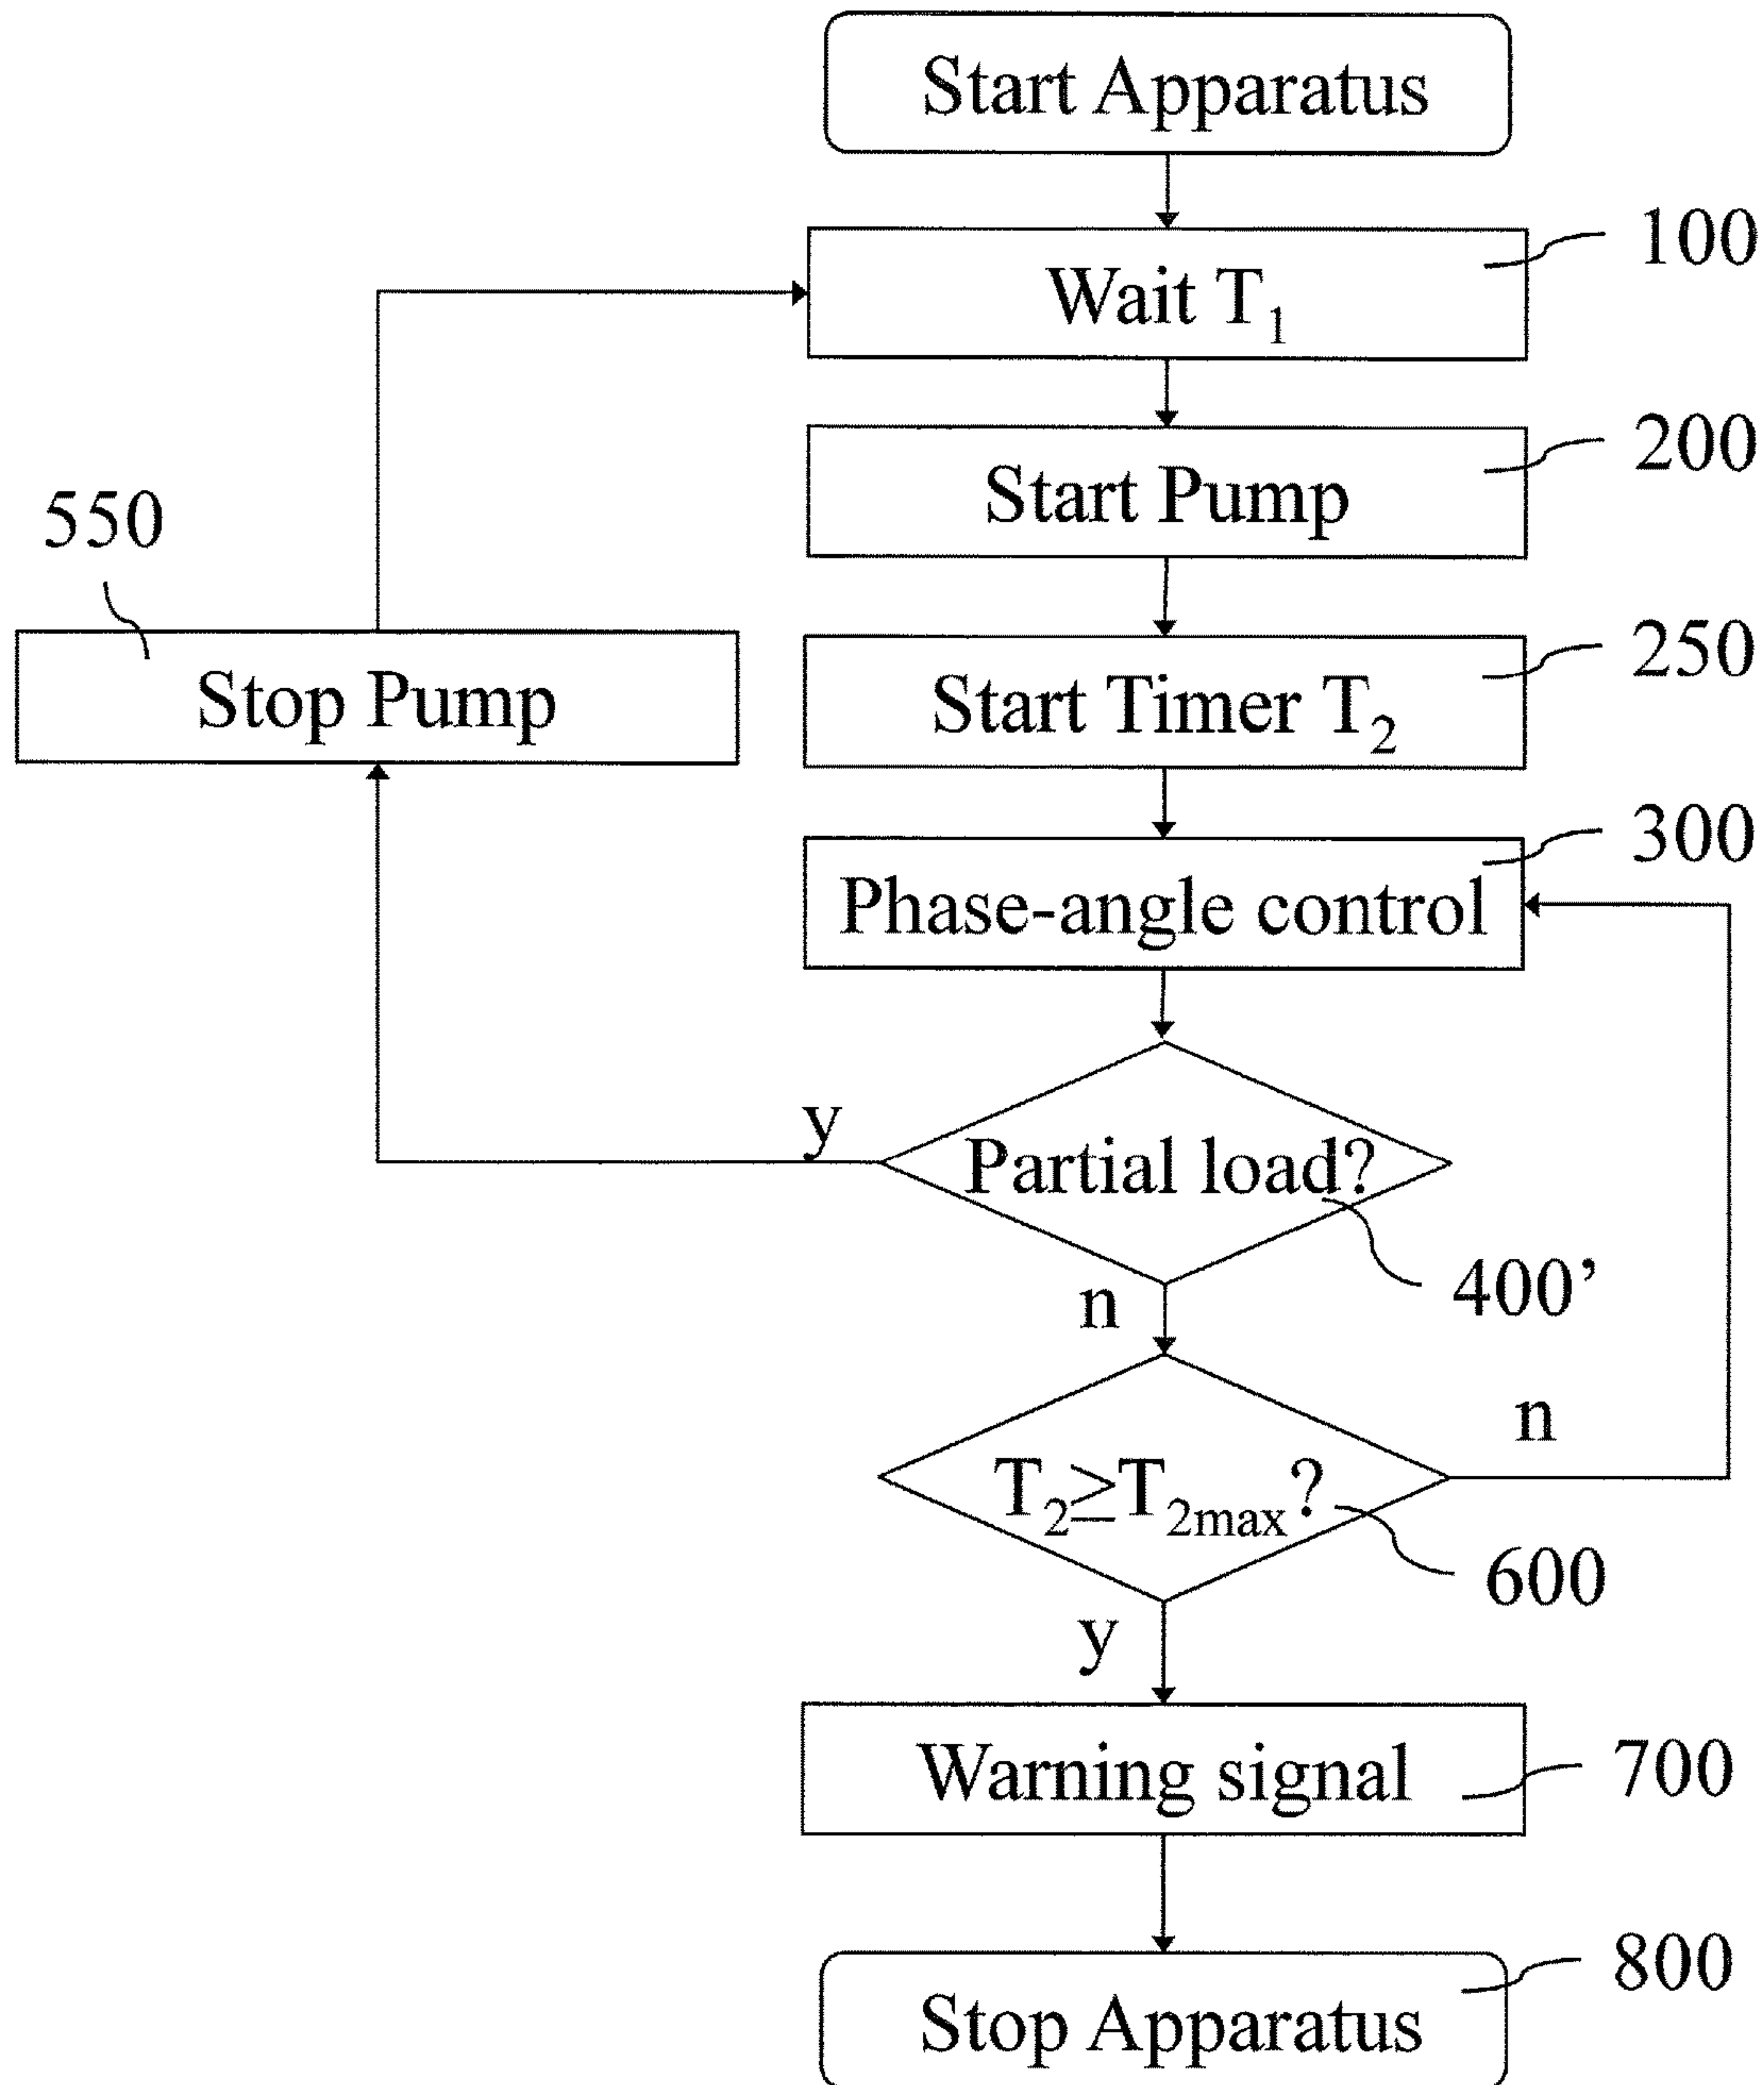 Start Apparatus
100
Wait T₁
200
Start Pump
550
250
Stop Pump
Start Timer T₂
300
Phase-angle control
y
Partial load?
400’
n
n
T₂≥T₂max?
600
y
Warning signal
700
800
Stop Apparatus